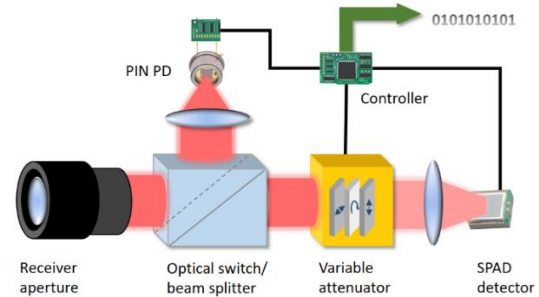 0101010101
PIN PD
Controller
Receiver
aperture
Optical switch/
beam splitter
Variable
attenuator
SPAD
detector